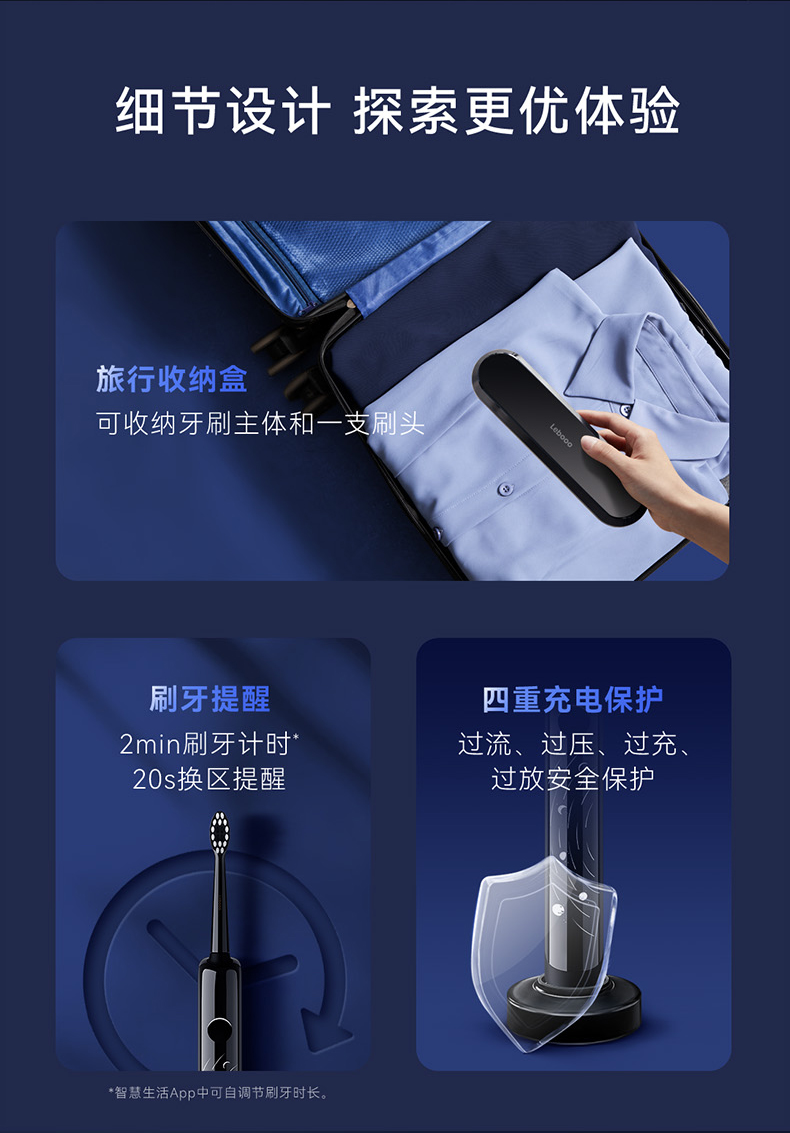 细节设计 探索更优体验
旅行收纳盒
可收纳牙刷主体和一支刷头
Lebooo
刷牙提醒
2min刷牙计时*
20s换区提醒
四重充电保护
过流、过压、过充、
过放安全保护
*智慧生活App中可自调节刷牙时长。